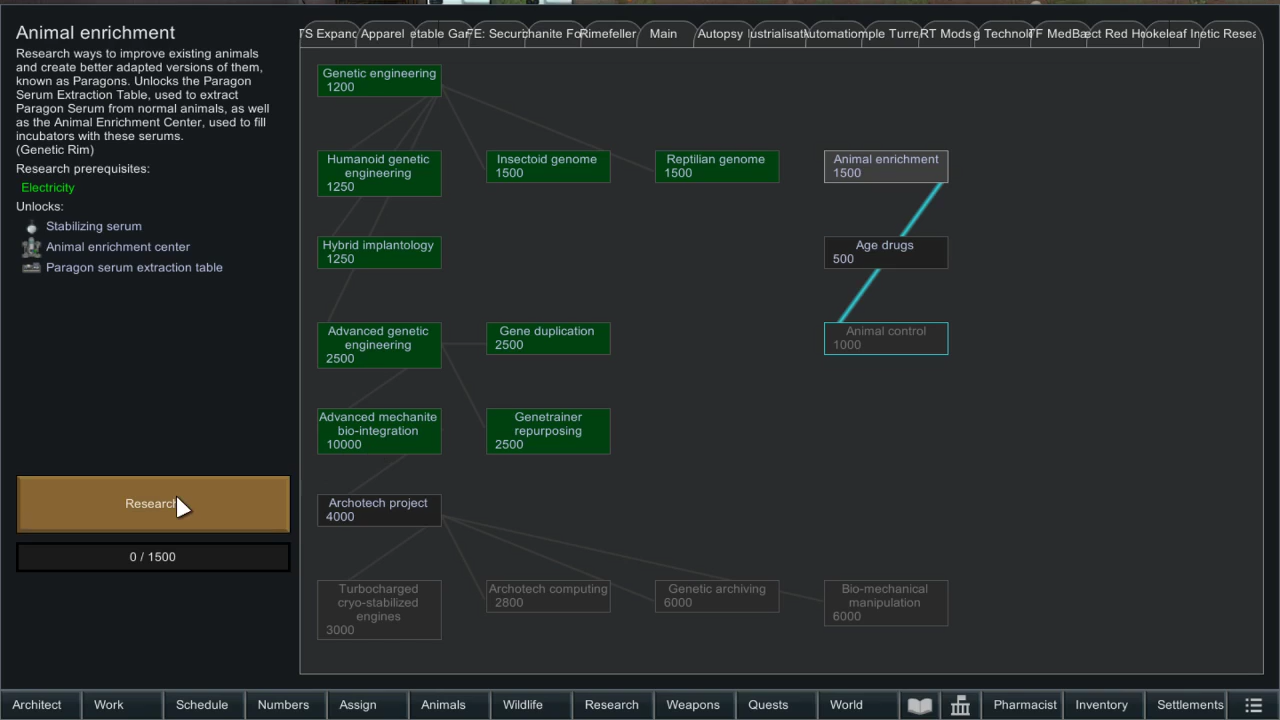 Animal enrichment
Research ways to improve existing animals
and create better adapted versions of them,
known as Paragons. Unlocks the Paragon
Serum Extraction Table, used to extract
Paragon Serum from normal animals, as well
as the Animal Enrichment Center, used to fill
incubators with these serums.
(Genetic Rim)
Research prerequisites:
Electricity
Unlocks:
Stabilizing serum
Animal enrichment center
Paragon serum extraction table
Research
0 / 1500
Apparel
Rimefeller
Main
Autopsy
RT Mods
Genetic engineering
1200
Humanoid genetic
engineering
1250
Insectoid genome
1500
Reptilian genome
1500
Animal enrichment
1500
Hybrid implantology
1250
Age drugs
500
Advanced genetic
engineering
2500
Gene duplication
2500
Animal control
1000
Advanced mechanite
bio-integration
10000
Genetrainer
repurposing
2500
Archotech project
4000
Turbocharged
cryo-stabilized
engines
3000
Archotech computing
2800
Genetic archiving
6000
Bio-mechanical
manipulation
6000
Architect Work Schedule Numbers Assign Animals Wildlife Research Weapons Quests World Pharmacist Inventory Settlements